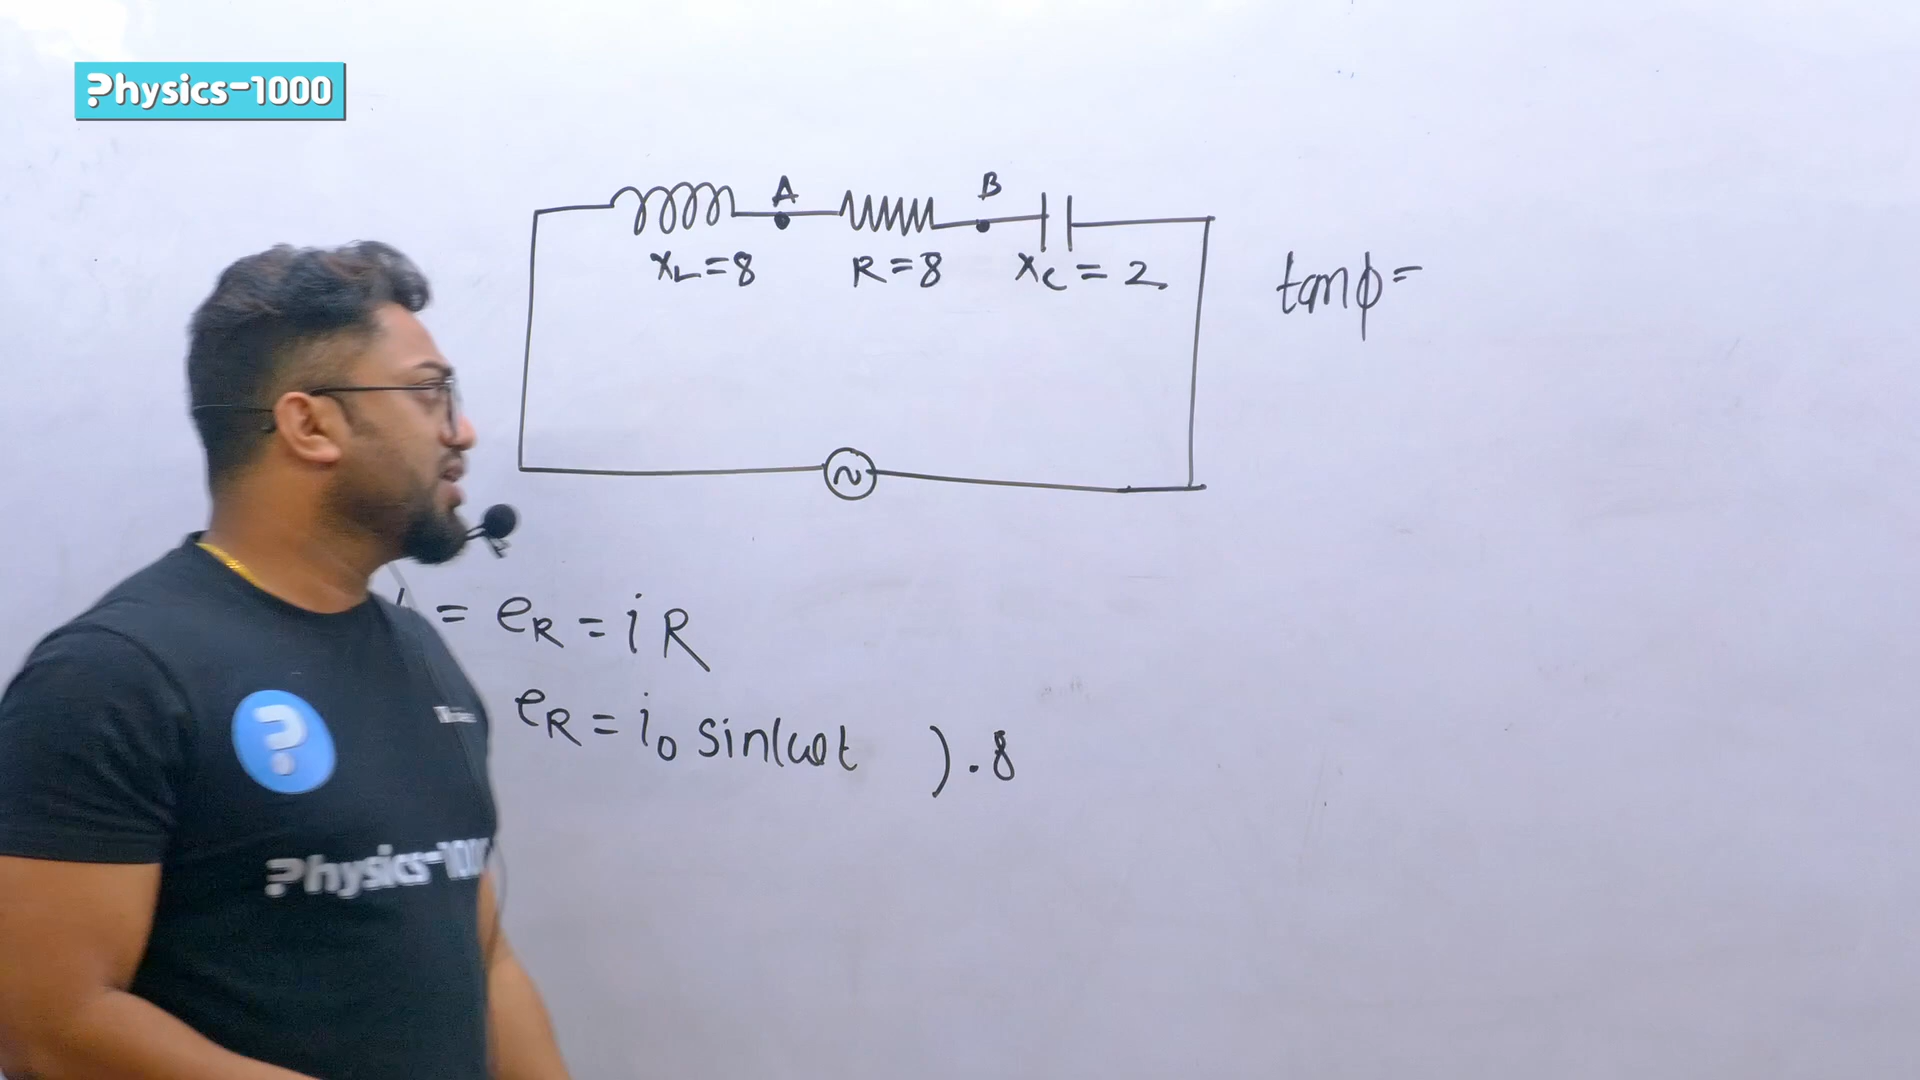 Physics-1000
A B
XL=8 R=8 Xc=2
tanφ=
= eR = i R
eR = i0 sin(ωt ) . 8
?
Physics-100